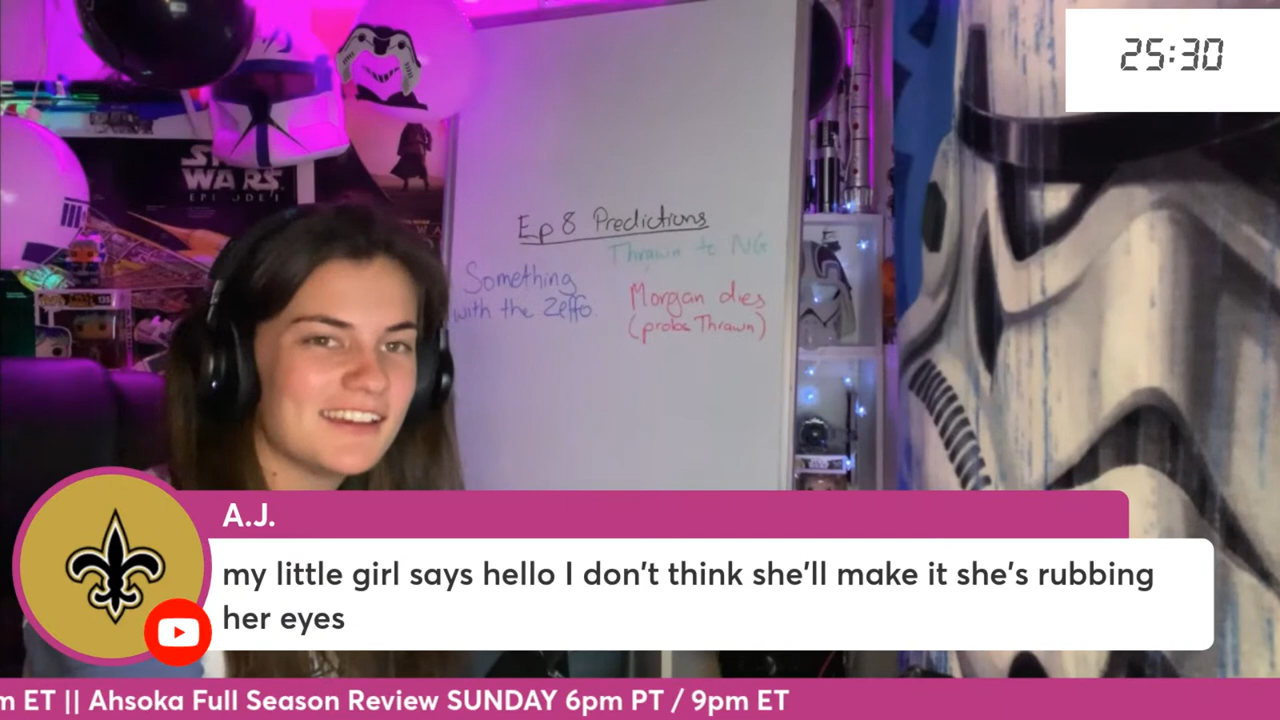 25:30
STAR
WARS
EPISODE I
Ep 8 Predictions
Thrawn to NG
Something
with the Zeffo.
Morgan dies
(probs Thrawn)
A.J.
my little girl says hello I don't think she'll make it she's rubbing
her eyes
m ET || Ahsoka Full Season Review SUNDAY 6pm PT / 9pm ET